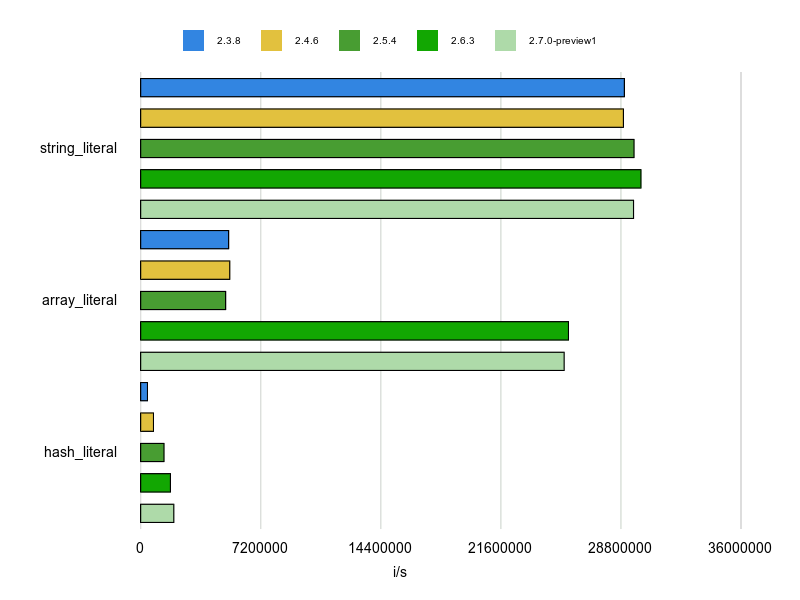 2.3.8 2.4.6 2.5.4 2.6.3 2.7.0-preview1
string_literal
array_literal
hash_literal
0 7200000 14400000 21600000 28800000 36000000
i/s